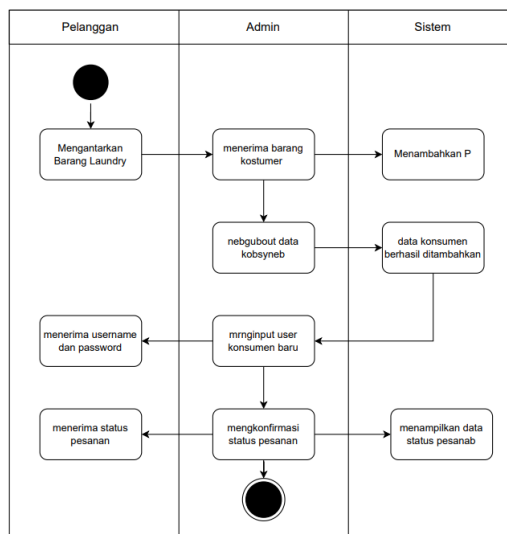 Pelanggan
Admin
Sistem
Mengantarkan
Barang Laundry
menerima barang
kostumer
Menambahkan P
nebgubout data
kobsyneb
data konsumen
berhasil ditambahkan
menerima username
dan password
mrnginput user
konsumen baru
menerima status
pesanan
mengkonfirmasi
status pesanan
menampilkan data
status pesanab